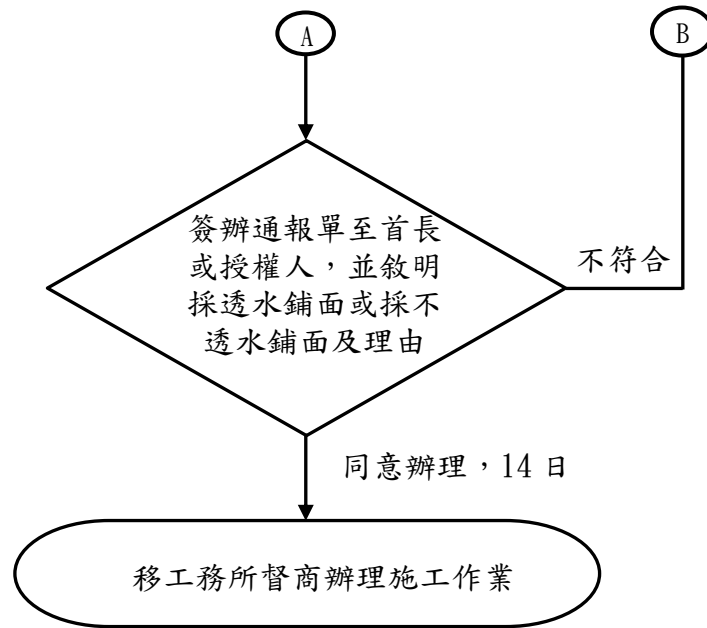 A
B
簽辦通報單至首長
或授權人，並敘明
採透水鋪面或採不
透水鋪面及理由
不符合
同意辦理，14 日
移工務所督商辦理施工作業